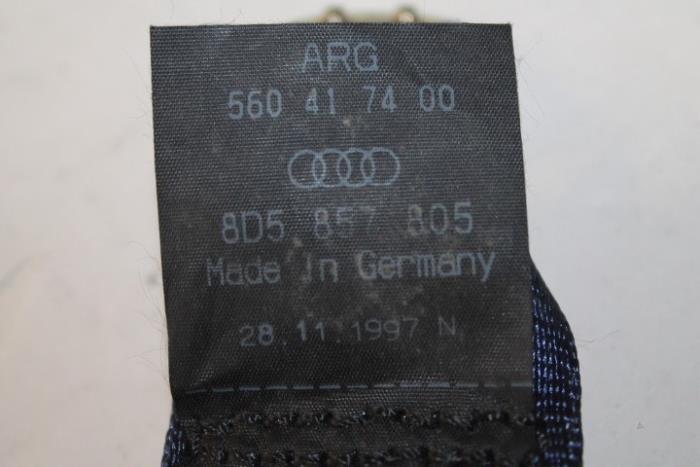 ARG
560 41 74 00
8D5 857 805
Made in Germany
28.11.1997 N